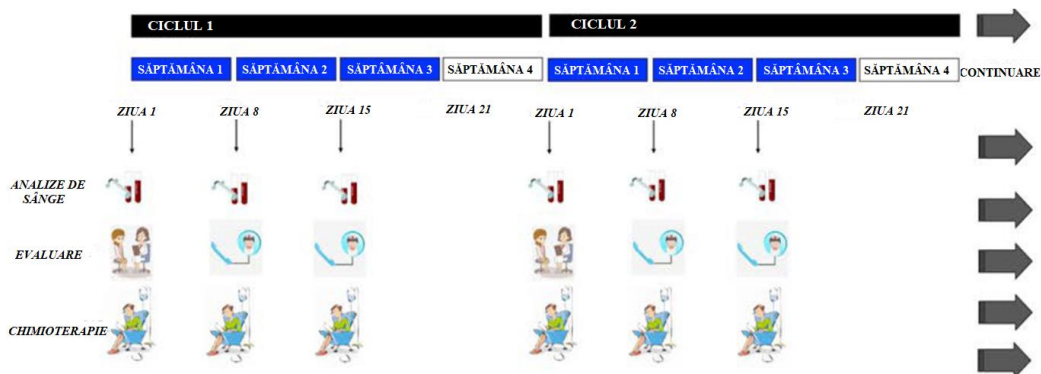 CICLUL 1 CICLUL 2
SĂPTĂMÂNA 1 SĂPTĂMÂNA 2 SĂPTÂMÂNA 3 SĂPTĂMÂNA 4 SĂPTĂMÂNA 1 SĂPTĂMÂNA 2 SĂPTÂMÂNA 3 SĂPTĂMÂNA 4 CONTINUARE
ZIUA 1 ZIUA 8 ZIUA 15 ZIUA 21 ZIUA 1 ZIUA 8 ZIUA 15 ZIUA 21
ANALIZE DE
SÂNGE
EVALUARE
CHIMIOTERAPIE